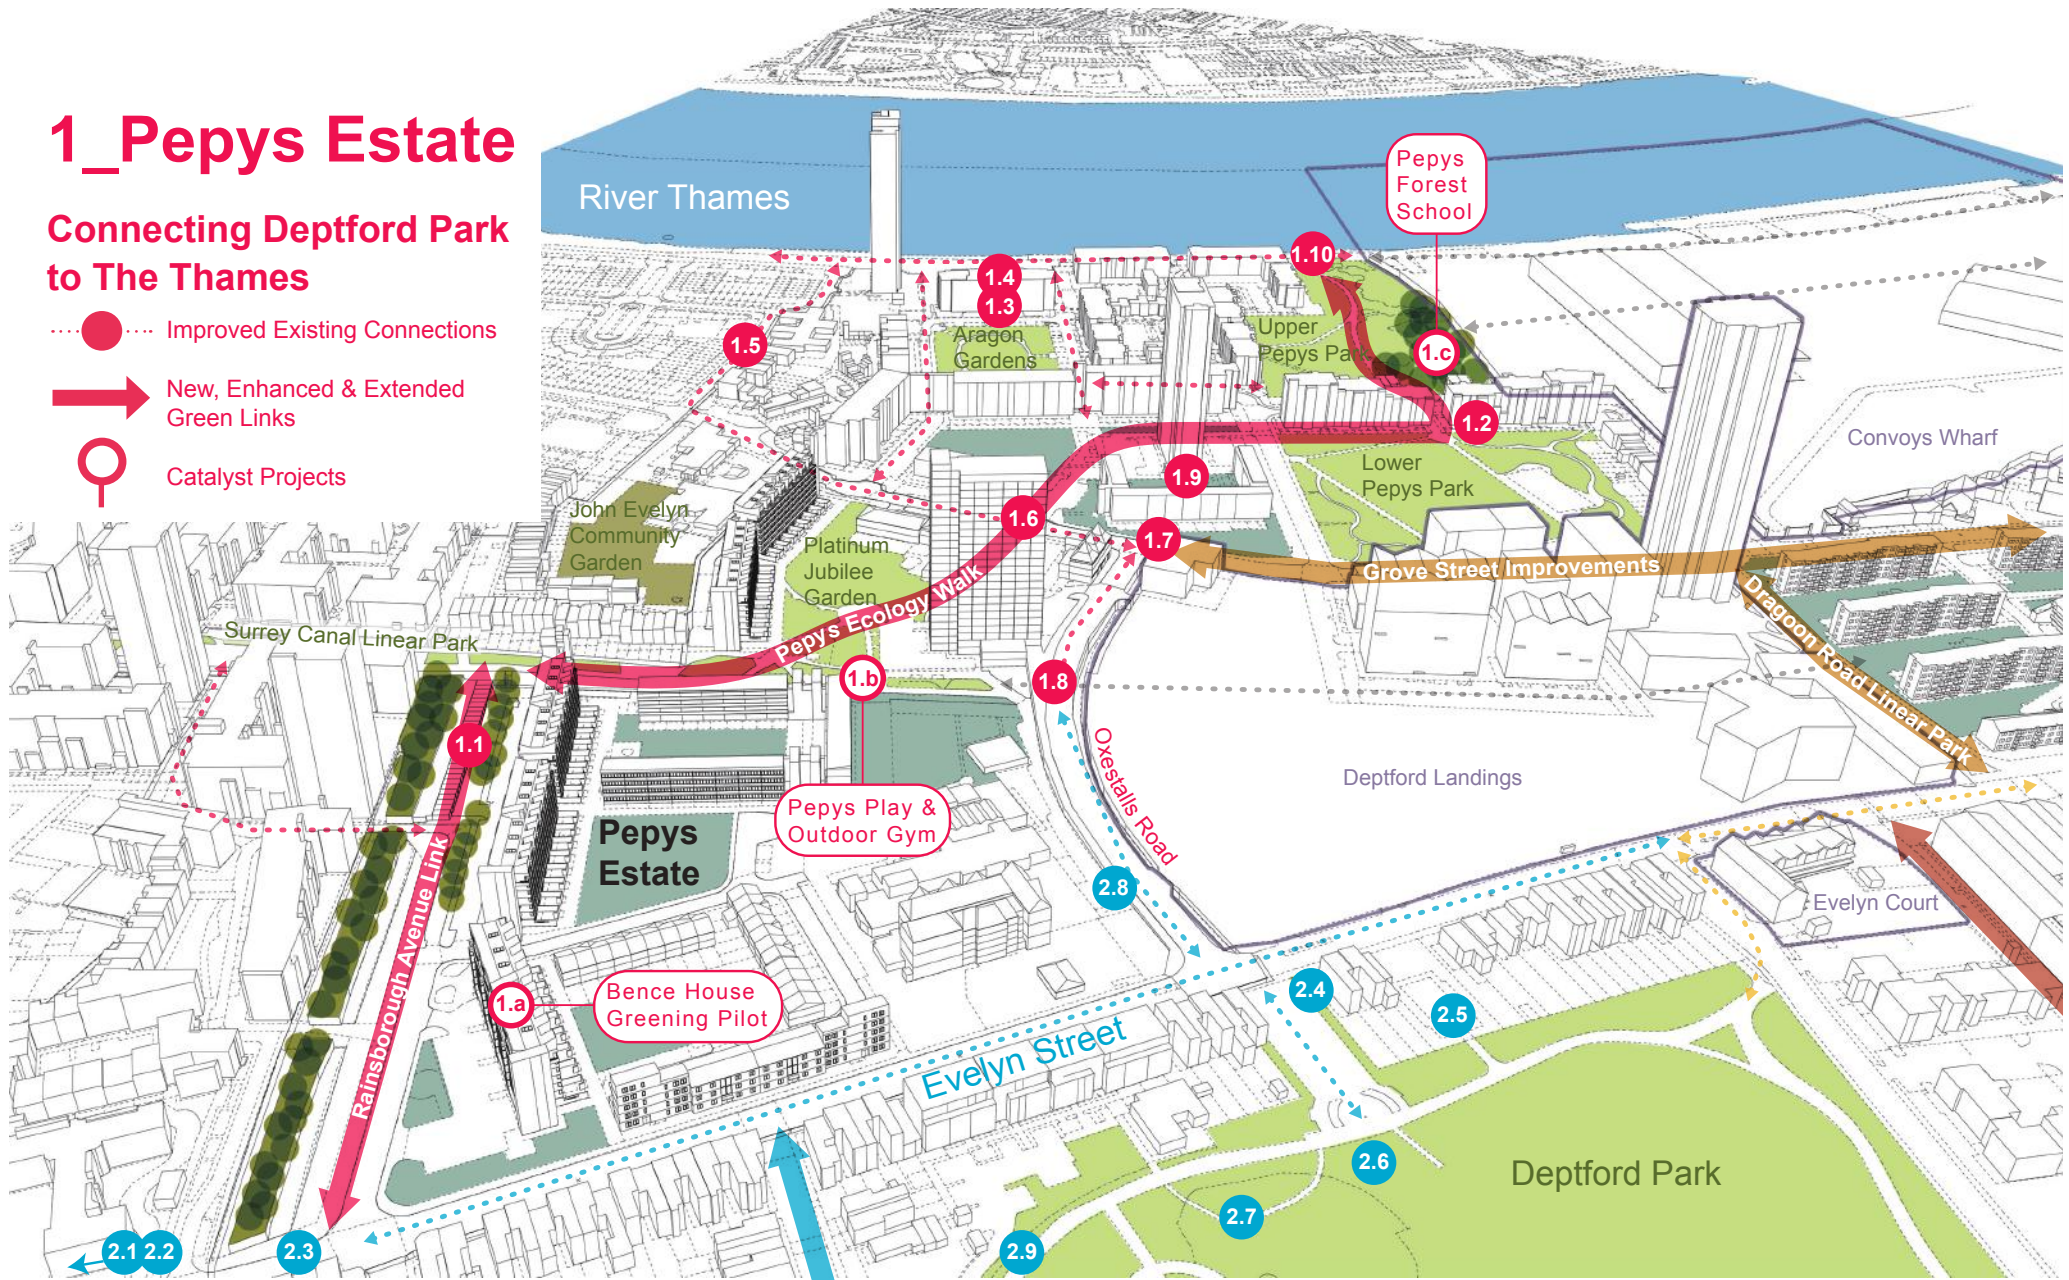 1_Pepys Estate
Connecting Deptford Park
to The Thames
Improved Existing Connections
New, Enhanced & Extended
Green Links
Catalyst Projects
River Thames
Pepys
Forest
School
1.10
1.4
1.3
1.5
Aragon
Gardens
Upper
Pepys Park
1.c
1.2
Convoys Wharf
Lower
Pepys Park
1.9
John Evelyn
Community
Garden
1.6
1.7
Platinum
Jubilee
Garden
Grove Street Improvements
Dragoon Road Linear Park
Pepys Ecology Walk
Surrey Canal Linear Park
1.b
1.8
1.1
Oxestalls Road
Deptford Landings
Pepys Play &
Outdoor Gym
Pepys
Estate
2.8
Evelyn Court
Rainsborough Avenue Link
1.a
Bence House
Greening Pilot
2.4
2.5
Evelyn Street
2.6
Deptford Park
2.7
2.1
2.2
2.3
2.9